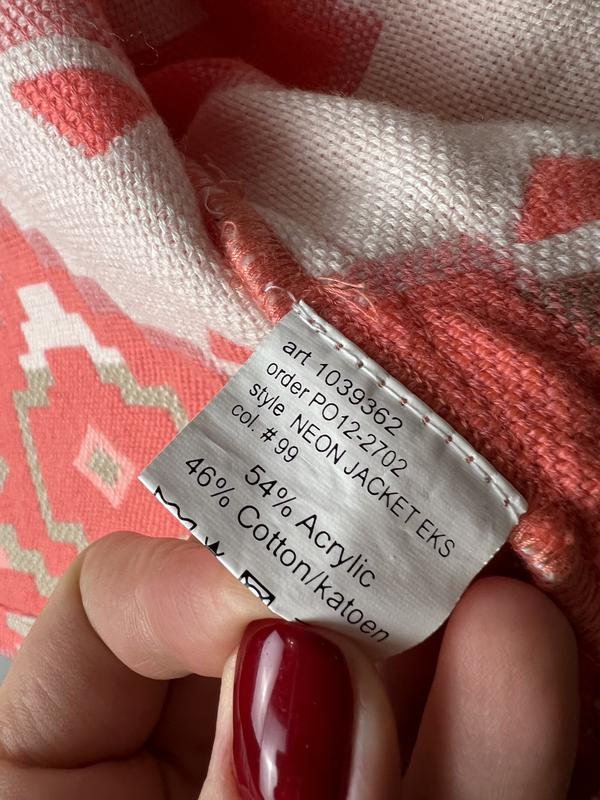 art 1039362
order PO12-2702
style NEON JACKET EKS
col. # 99
54% Acrylic
46% Cotton/katoen